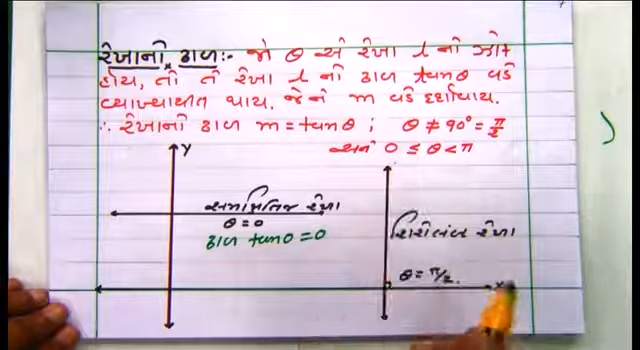 રેખાનો ઢાળ:- જો θ એ રેખા l નો ઝોક
હોય, તો તે રેખા l નો ઢાળ tanθ વડે
વ્યાખ્યાયીત થાય. જેને m વડે દર્શાવાય.
∴ રેખાનો ઢાળ m = tanθ ; θ ≠ 90° = π/2
અને 0 ≤ θ < π
Y
સમક્ષિતિજ રેખા
θ = 0
ઢાળ tan0 = 0
શિરોલંબ રેખા
θ = π/2.
X